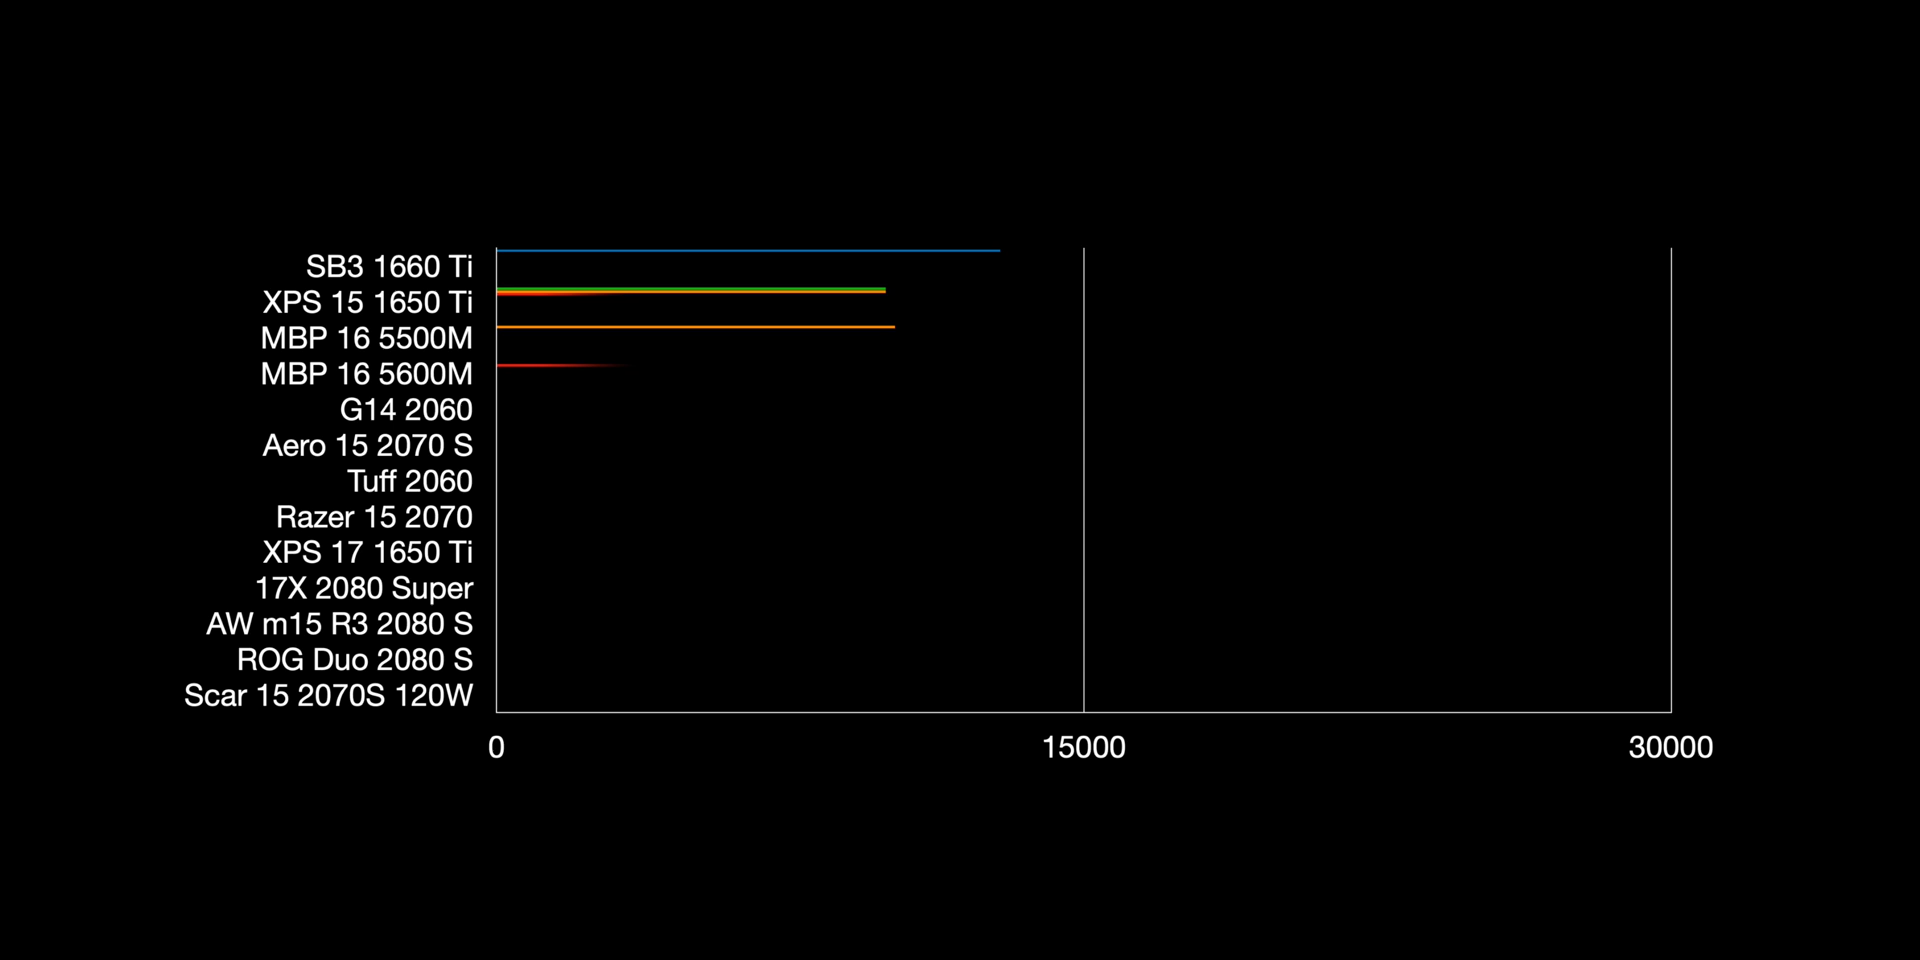 SB3 1660 Ti
XPS 15 1650 Ti
MBP 16 5500M
MBP 16 5600M
G14 2060
Aero 15 2070 S
Tuff 2060
Razer 15 2070
XPS 17 1650 Ti
17X 2080 Super
AW m15 R3 2080 S
ROG Duo 2080 S
Scar 15 2070S 120W
0 15000 30000